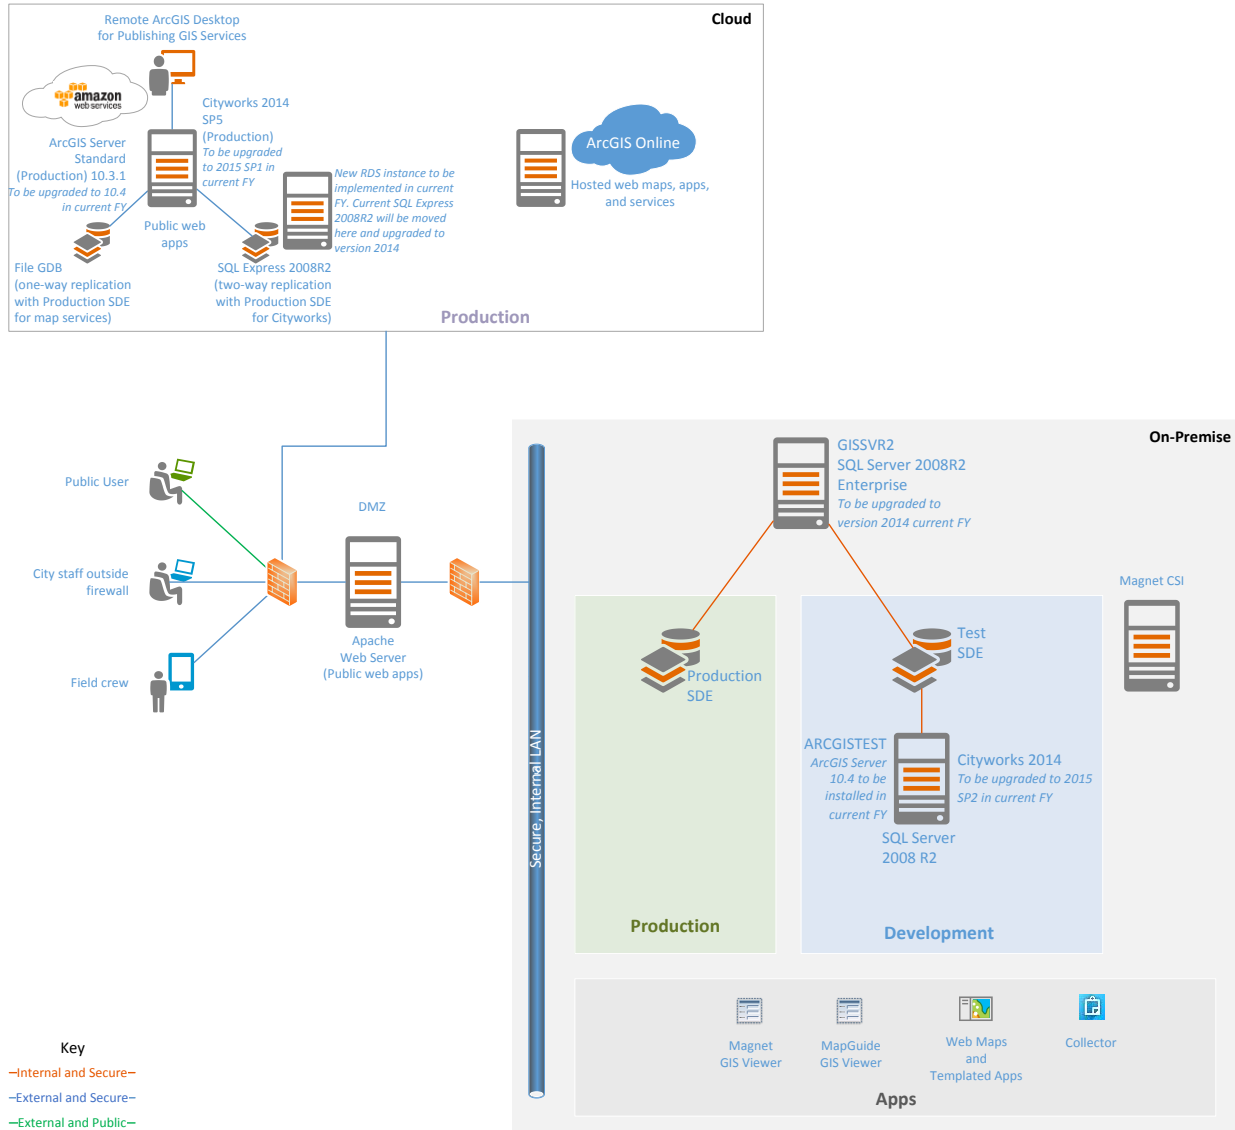 Cloud
Remote ArcGIS Desktop
for Publishing GIS Services
amazon
web services
Cityworks 2014
SP5
(Production)
To be upgraded
to 2015 SP1 in
current FY
ArcGIS Server
Standard
(Production) 10.3.1
To be upgraded to 10.4
in current FY
Public web
apps
New RDS instance to be
implemented in current
FY. Current SQL Express
2008R2 will be moved
here and upgraded to
version 2014
ArcGIS Online
Hosted web maps, apps,
and services
File GDB
(one-way replication
with Production SDE
for map services)
SQL Express 2008R2
(two-way replication
with Production SDE
for Cityworks)
Production
On-Premise
GISSVR2
SQL Server 2008R2
Enterprise
To be upgraded to
version 2014 current FY
Public User
DMZ
City staff outside
firewall
Apache
Web Server
(Public web apps)
Field crew
Secure, Internal LAN
Magnet CSI
Production
SDE
Test
SDE
ARCGISTEST
ArcGIS Server
10.4 to be
installed in
current FY
Cityworks 2014
To be upgraded to 2015
SP2 in current FY
SQL Server
2008 R2
Production
Development
Magnet
GIS Viewer
MapGuide
GIS Viewer
Web Maps
and
Templated Apps
Collector
Apps
Key
Internal and Secure
External and Secure
External and Public